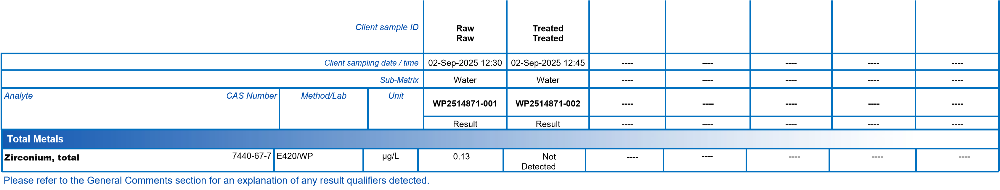 Client sample ID Raw Treated
Raw Treated
Client sampling date / time 02-Sep-2025 12:30 02-Sep-2025 12:45 ---- ---- ---- ---- ----
Sub-Matrix Water Water ---- ---- ---- ---- ----
Analyte CAS Number Method/Lab Unit
WP2514871-001 WP2514871-002 ---- ---- ---- ---- ----
Result Result ---- ---- ---- ---- ----
Total Metals
Zirconium, total 7440-67-7 E420/WP µg/L 0.13 Not ---- ---- ---- ---- ----
Detected
Please refer to the General Comments section for an explanation of any result qualifiers detected.